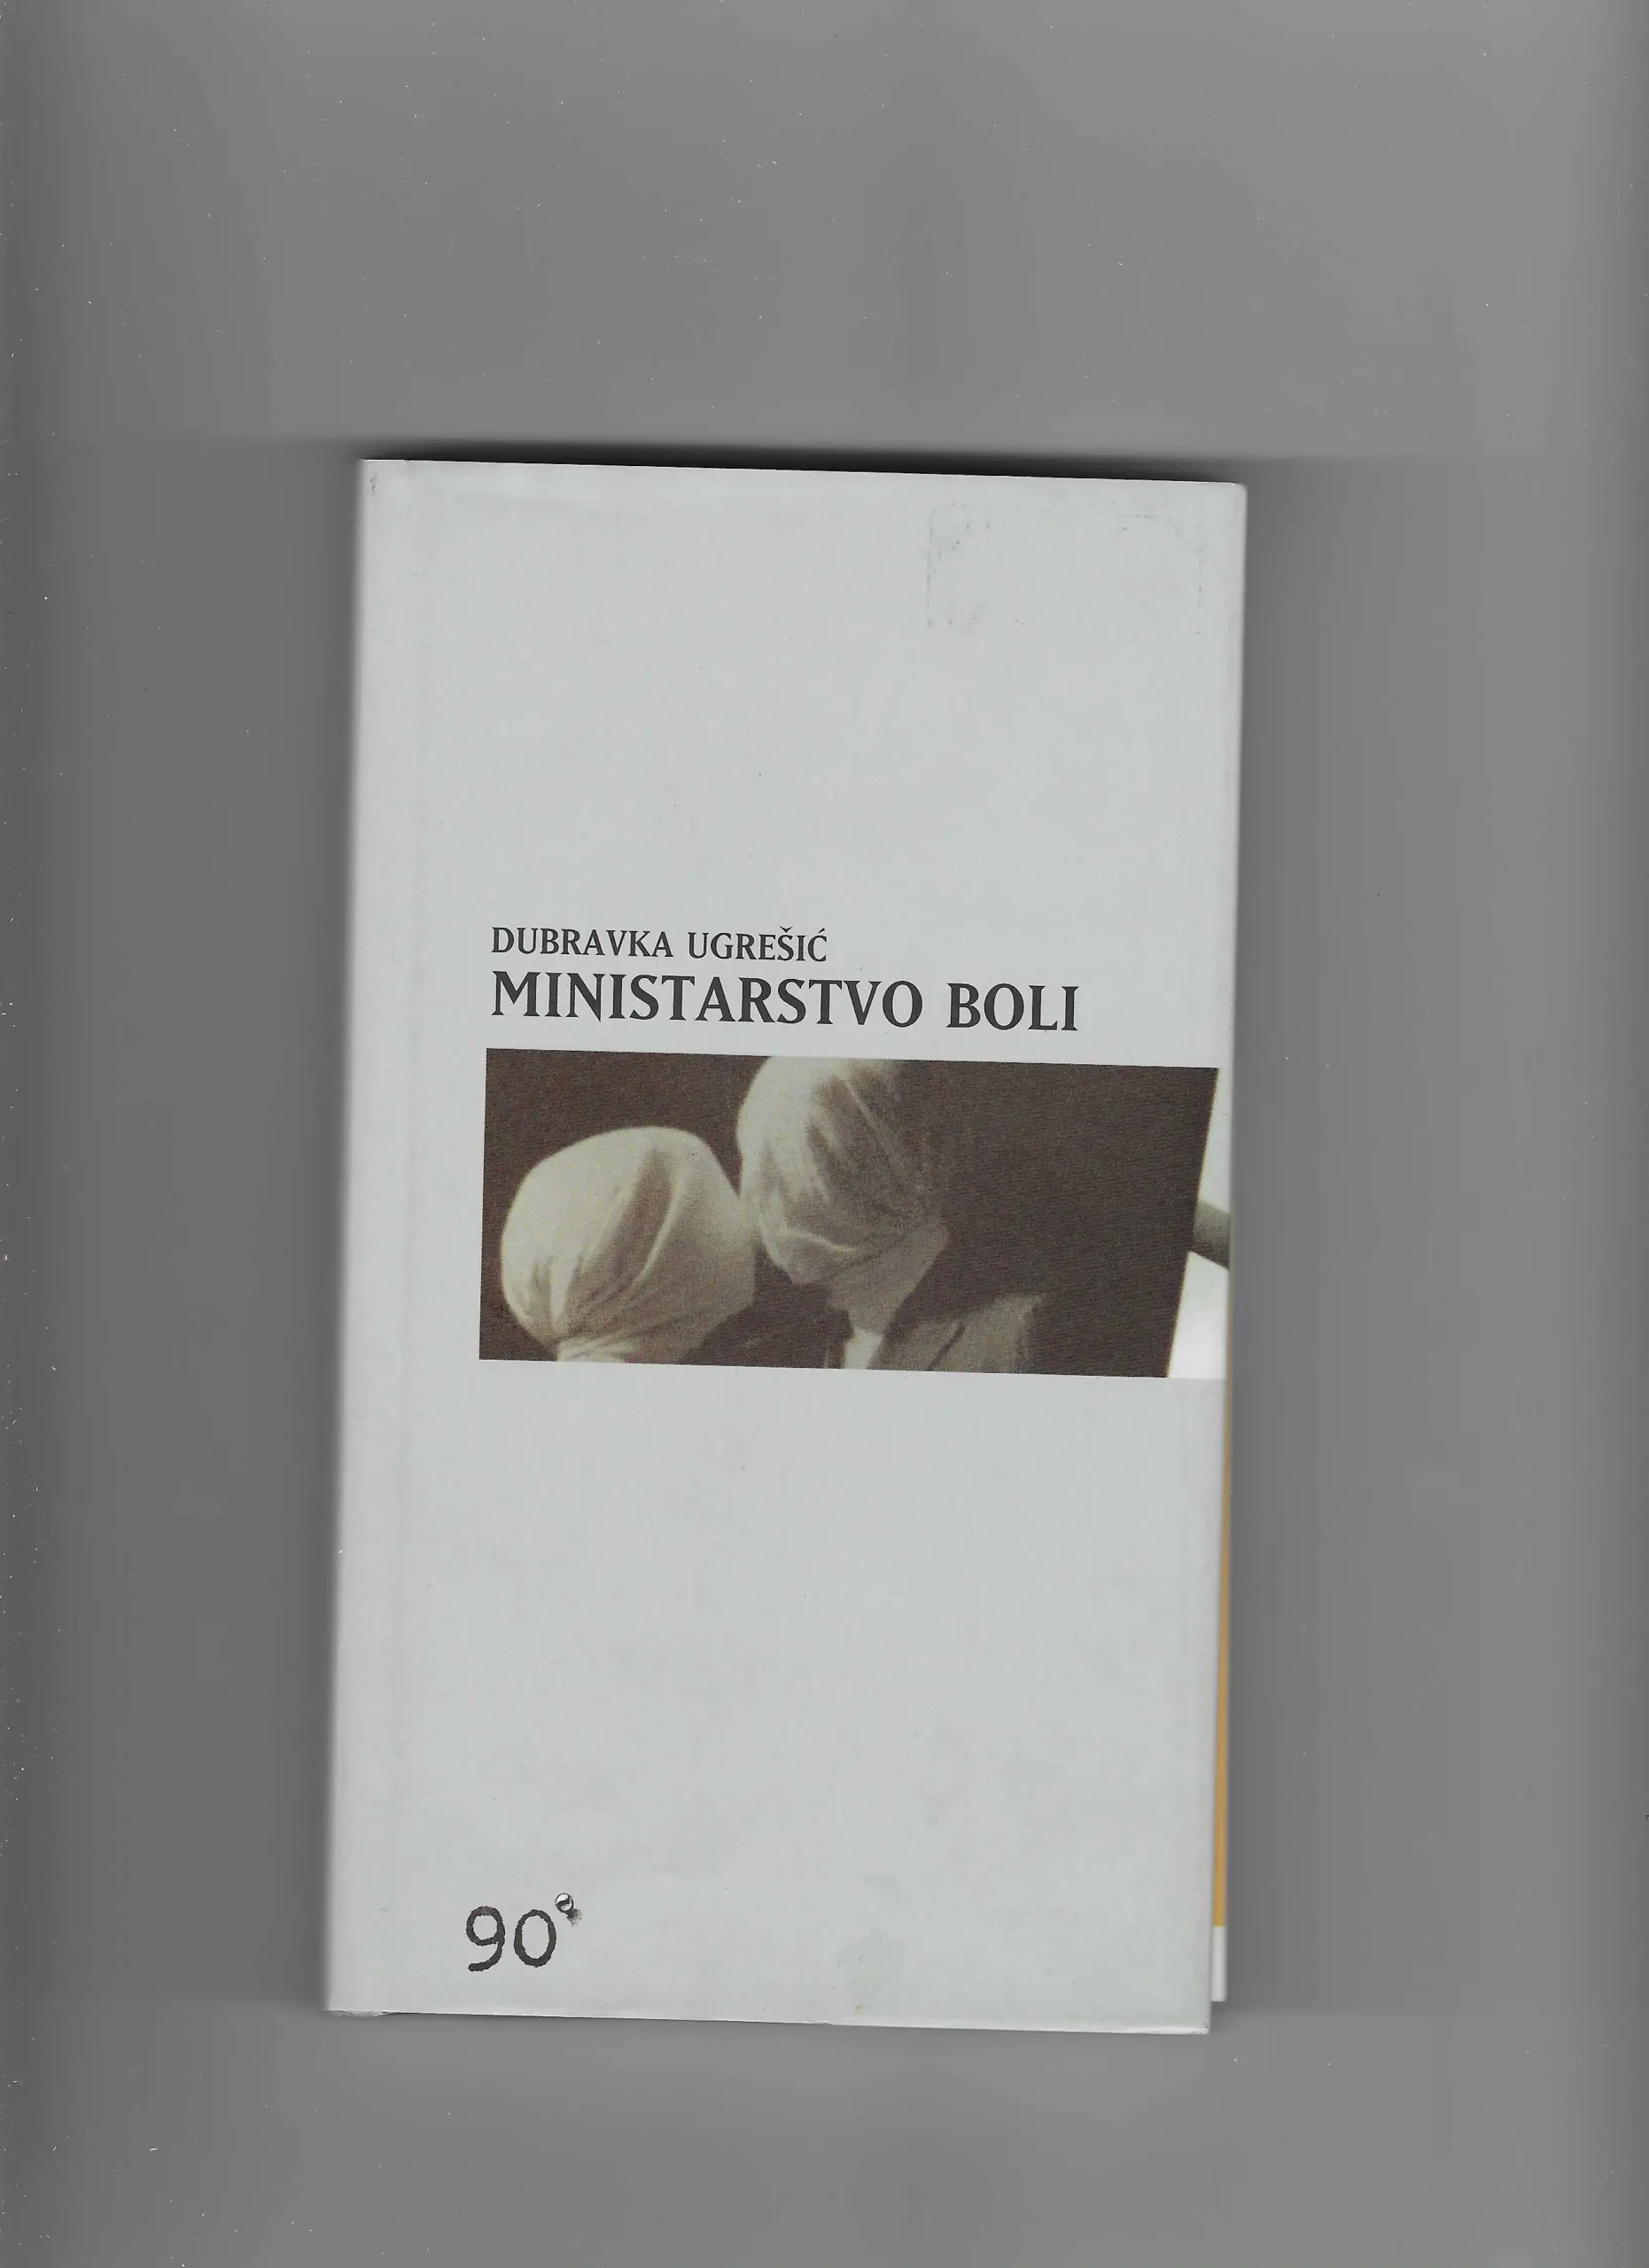 DUBRAVKA UGREŠIĆ
MINISTARSTVO BOLI
90°